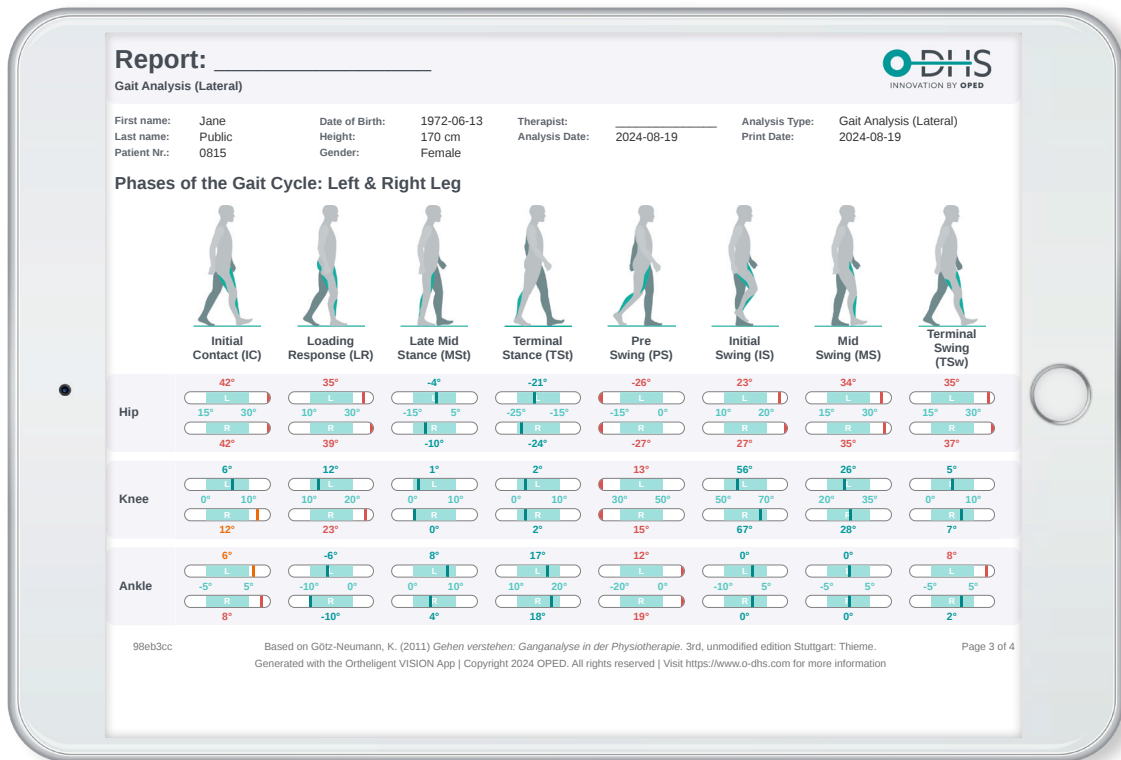 Report: ____________________
Gait Analysis (Lateral)
O-DHS
INNOVATION BY OPED
First name: Jane Date of Birth: 1972-06-13 Therapist: _______________ Analysis Type: Gait Analysis (Lateral)
Last name: Public Height: 170 cm Analysis Date: 2024-08-19 Print Date: 2024-08-19
Patient Nr.: 0815 Gender: Female
Phases of the Gait Cycle: Left & Right Leg
Initial Contact (IC) Loading Response (LR) Late Mid Stance (MSt) Terminal Stance (TSt) Pre Swing (PS) Initial Swing (IS) Mid Swing (MS) Terminal Swing (TSw)
Hip
42° 35° -4° -21° -26° 23° 34° 35°
L L L L L L L L
15° 30° 10° 30° -15° 5° -25° -15° -15° 0° 10° 20° 15° 30° 15° 30°
R R R R R R R R
42° 39° -10° -24° -27° 27° 35° 37°
Knee
6° 12° 1° 2° 13° 56° 26° 5°
L L L L L L L
0° 10° 10° 20° 0° 10° 0° 10° 30° 50° 50° 70° 20° 35° 0° 10°
R R R R R R R R
12° 23° 0° 2° 15° 67° 28° 7°
Ankle
6° -6° 8° 17° 12° 0° 0° 8°
L L L L L L L
-5° 5° -10° 0° 0° 10° 10° 20° -20° 0° -10° 5° -5° 5° -5° 5°
R R R R R R R
8° -10° 4° 18° 19° 0° 0° 2°
98eb3cc Based on Götz-Neumann, K. (2011) Gehen verstehen: Ganganalyse in der Physiotherapie. 3rd, unmodified edition Stuttgart: Thieme. Page 3 of 4
Generated with the Ortheligent VISION App | Copyright 2024 OPED. All rights reserved | Visit https://www.o-dhs.com for more information